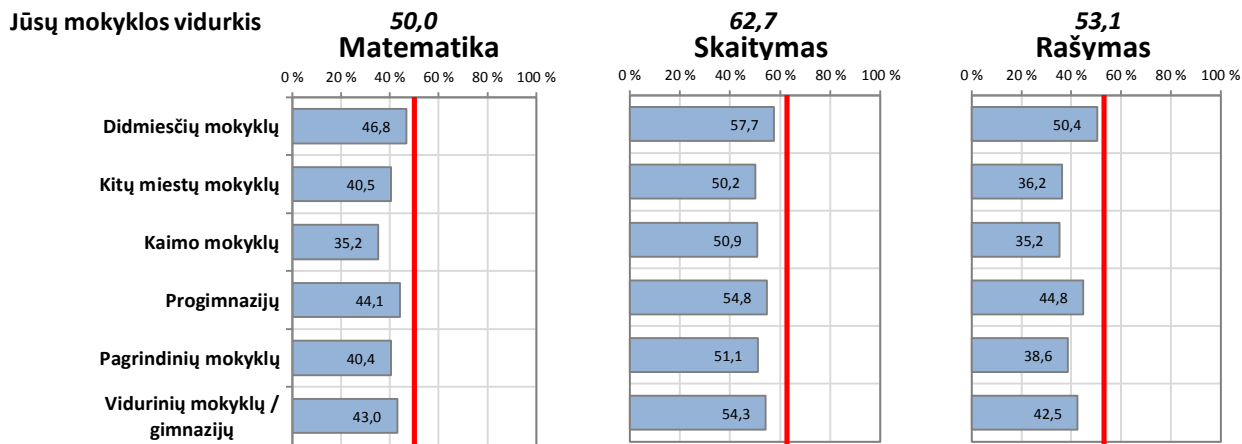 Jūsų mokyklos vidurkis 50,0 62,7 53,1
Matematika Skaitymas Rašymas
0 % 20 % 40 % 60 % 80 % 100 % 0 % 20 % 40 % 60 % 80 % 100 % 0 % 20 % 40 % 60 % 80 % 100 %
Didmiesčių mokyklų 46,8 57,7 50,4
Kitų miestų mokyklų 40,5 50,2 36,2
Kaimo mokyklų 35,2 50,9 35,2
Progimnazijų 44,1 54,8 44,8
Pagrindinių mokyklų 40,4 51,1 38,6
Vidurinių mokyklų /
gimnazijų 43,0 54,3 42,5